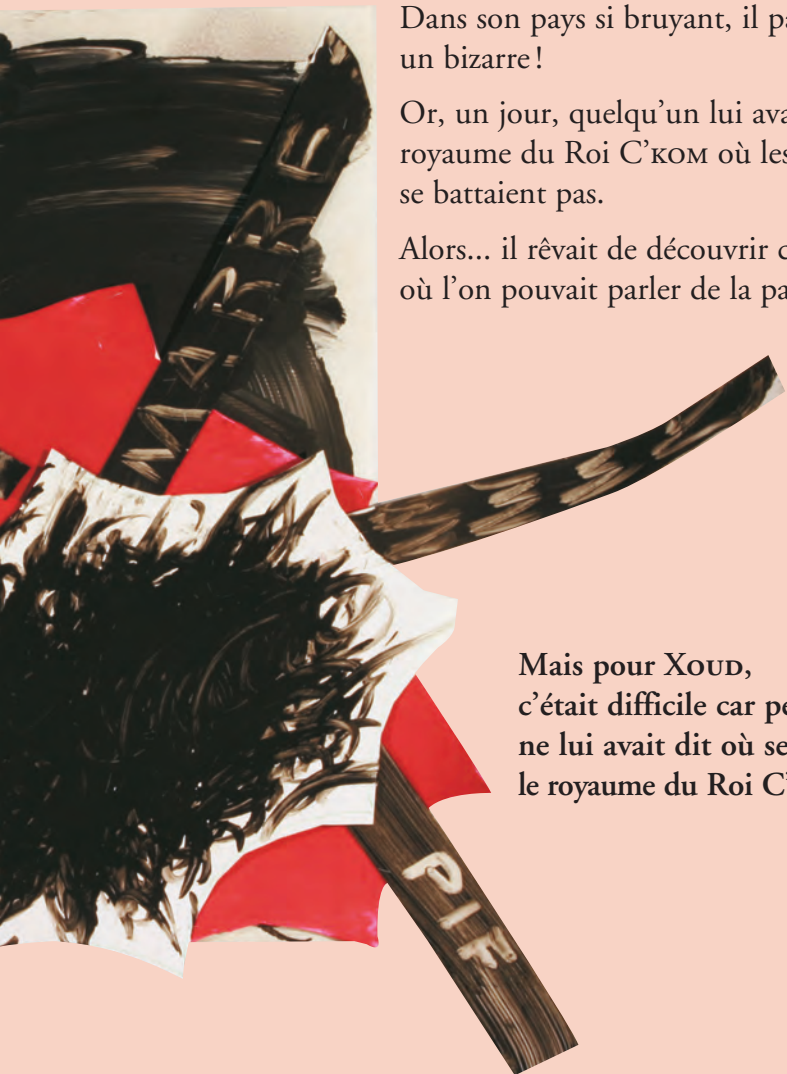 Dans son pays si bruyant, il pa
un bizarre !
Or, un jour, quelqu'un lui ava
royaume du Roi C'KOM où les
se battaient pas.
Alors... il rêvait de découvrir c
où l'on pouvait parler de la pa
MARRE
Mais pour XOUD,
c'était difficile car pe
ne lui avait dit où se
le royaume du Roi C'
PIF